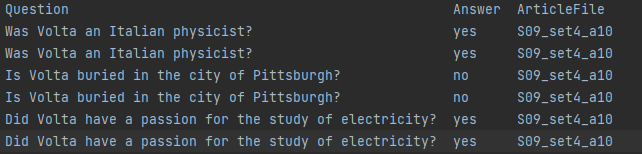 Question Answer ArticleFile
Was Volta an Italian physicist? yes S09_set4_a10
Was Volta an Italian physicist? yes S09_set4_a10
Is Volta buried in the city of Pittsburgh? no S09_set4_a10
Is Volta buried in the city of Pittsburgh? no S09_set4_a10
Did Volta have a passion for the study of electricity? yes S09_set4_a10
Did Volta have a passion for the study of electricity? yes S09_set4_a10